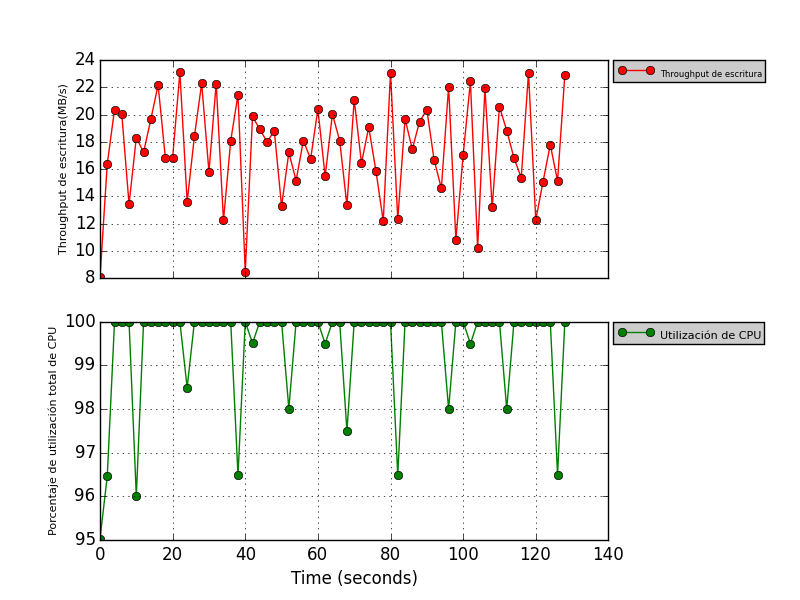 24
22
20
18
16
14
12
10
8
Throughput de escritura(MB/s)
Throughput de escritura
100
99
98
97
96
95
Porcentaje de utilización total de CPU
Utilización de CPU
0 20 40 60 80 100 120 140
Time (seconds)